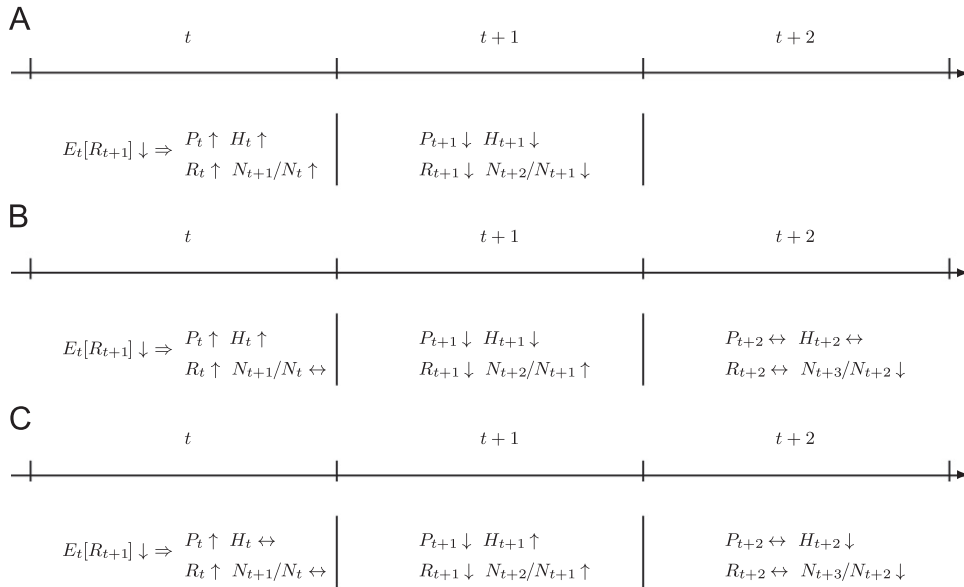 A
t t + 1 t + 2
E_t[R_{t+1}] ↓ ⇒ P_t ↑ H_t ↑ P_{t+1} ↓ H_{t+1} ↓
R_t ↑ N_{t+1}/N_t ↑ R_{t+1} ↓ N_{t+2}/N_{t+1} ↓
B
t t + 1 t + 2
E_t[R_{t+1}] ↓ ⇒ P_t ↑ H_t ↑ P_{t+1} ↓ H_{t+1} ↓ P_{t+2} ↔ H_{t+2} ↔
R_t ↑ N_{t+1}/N_t ↔ R_{t+1} ↓ N_{t+2}/N_{t+1} ↑ R_{t+2} ↔ N_{t+3}/N_{t+2} ↓
C
t t + 1 t + 2
E_t[R_{t+1}] ↓ ⇒ P_t ↑ H_t ↔ P_{t+1} ↓ H_{t+1} ↑ P_{t+2} ↔ H_{t+2} ↓
R_t ↑ N_{t+1}/N_t ↔ R_{t+1} ↓ N_{t+2}/N_{t+1} ↑ R_{t+2} ↔ N_{t+3}/N_{t+2} ↓